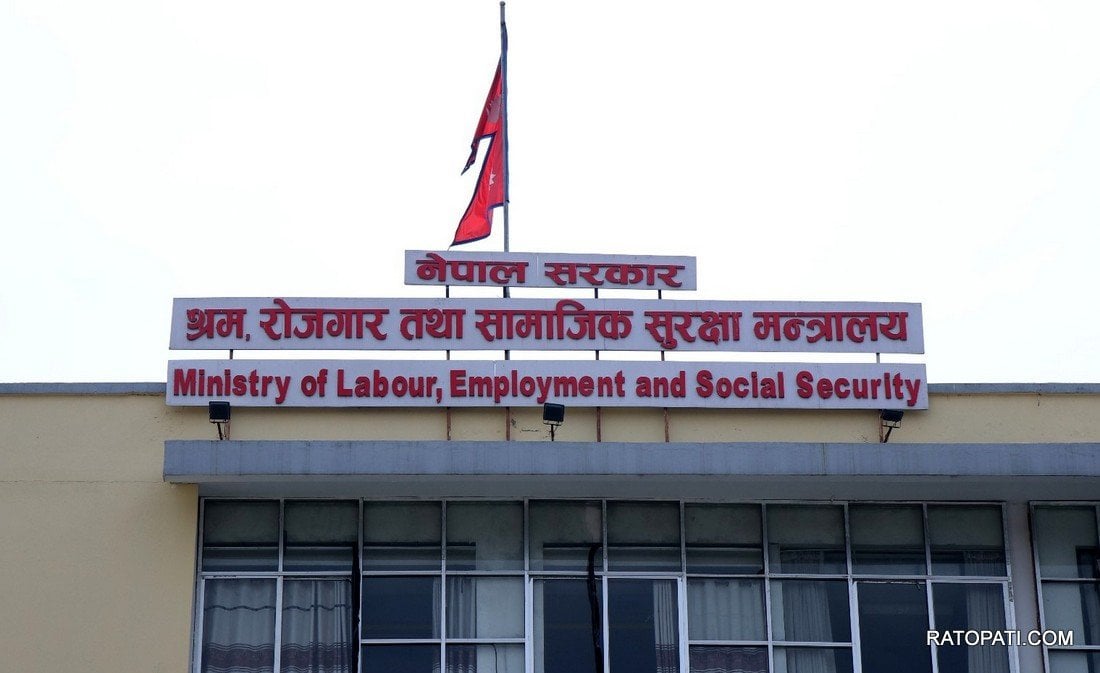 नेपाल सरकार
श्रम, रोजगार तथा सामाजिक सुरक्षा मन्त्रालय
Ministry of Labour, Employment and Social Security
RATOPATI.COM